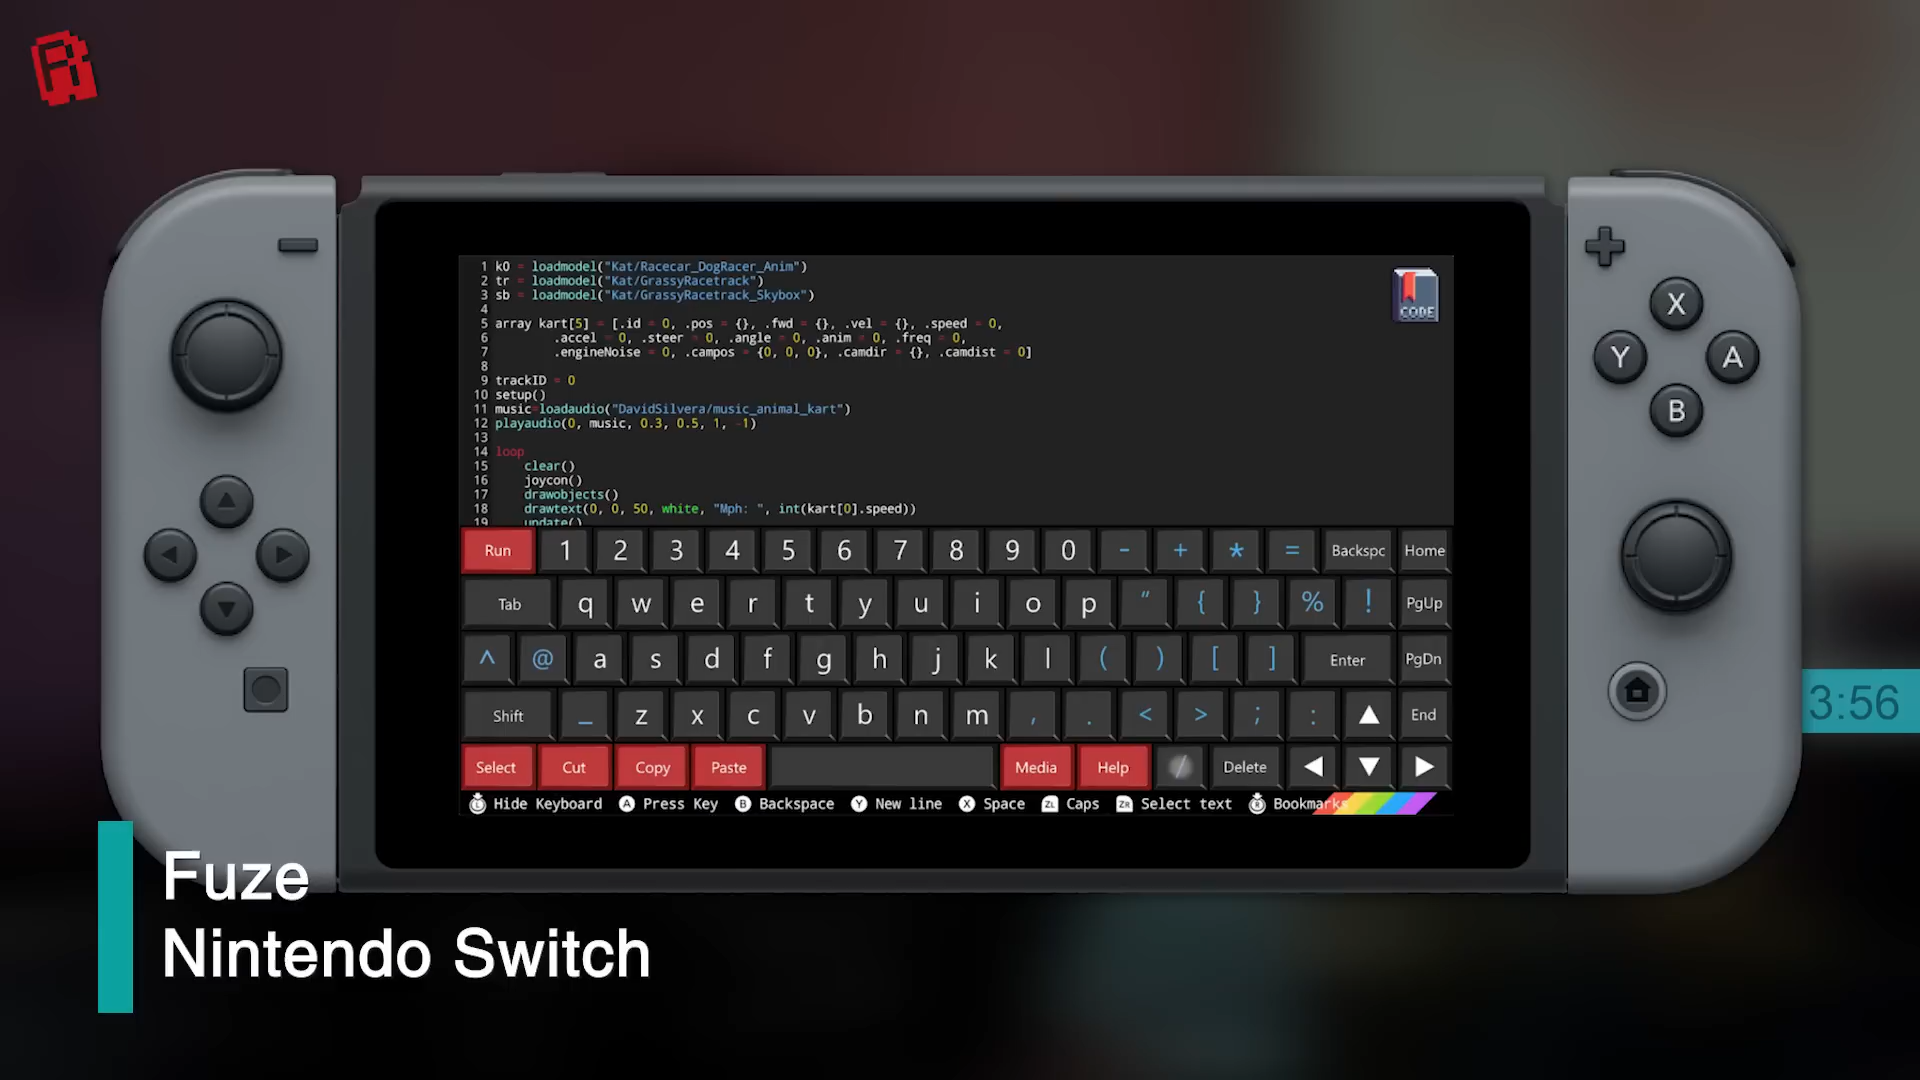 1 k0 = loadmodel("Kat/Racecar_DogRacer_Anim")
2 tr = loadmodel("Kat/GrassyRacetrack")
3 sb = loadmodel("Kat/GrassyRacetrack_Skybox")
4
5 array kart[5] = [.id = 0, .pos = {}, .fwd = {}, .vel = {}, .speed = 0,
6 .accel = 0, .steer = 0, .angle = 0, .anim = 0, .freq = 0,
7 .engineNoise = 0, .campos = {0, 0, 0}, .camdir = {}, .camdist = 0]
8
9 trackID = 0
10 setup()
11 music=loadaudio("DavidSilvera/music_animal_kart")
12 playaudio(0, music, 0.3, 0.5, 1, -1)
13
14 loop
15 clear()
16 joycon()
17 drawobjects()
18 drawtext(0, 0, 50, white, "Mph: ", int(kart[0].speed))
19 update()
CODE
X
Y A
B
Run 1 2 3 4 5 6 7 8 9 0 - + * = Backspc Home
Tab q w e r t y u i o p " { } % ! PgUp
^ @ a s d f g h j k l ( ) [ ] Enter PgDn
Shift _ z x c v b n m , . < > ; : End
Select Cut Copy Paste Media Help / Delete
L Hide Keyboard A Press Key B Backspace Y New line X Space ZL Caps ZR Select text R Bookmarks
3:56
Fuze
Nintendo Switch